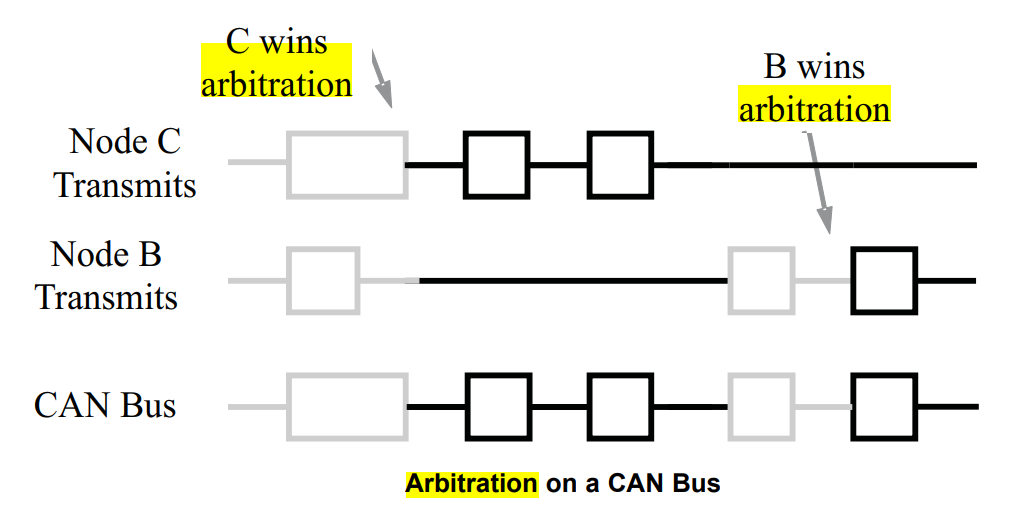 C wins
arbitration
B wins
arbitration
Node C
Transmits
Node B
Transmits
CAN Bus
Arbitration on a CAN Bus